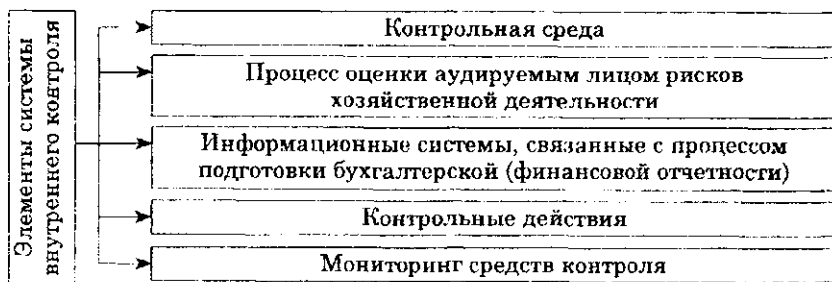 Элементы системы
внутреннего контроля
Контрольная среда
Процесс оценки аудируемым лицом рисков
хозяйственной деятельности
Информационные системы, связанные с процессом
подготовки бухгалтерской (финансовой отчетности)
Контрольные действия
Мониторинг средств контроля